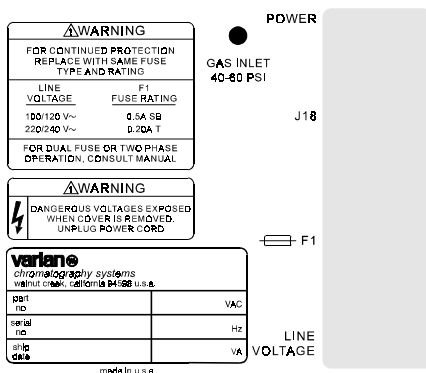 ⚠WARNING
FOR CONTINUED PROTECTION
REPLACE WITH SAME FUSE
TYPE AND RATING
LINE VOLTAGE F1 FUSE RATING
100/120 V~ 0.5A SB
220/240 V~ 0.20A T
FOR DUAL FUSE OR TWO PHASE
OPERATION, CONSULT MANUAL
⚠WARNING
DANGEROUS VOLTAGES EXPOSED
WHEN COVER IS REMOVED.
UNPLUG POWER CORD
varian
chromatography systems
walnut creek, california 94598 u.s.a.
part no VAC
serial no Hz
ship date VA
made in u.s.a.
GAS INLET
40-60 PSI
POWER
J18
F1
LINE
VOLTAGE